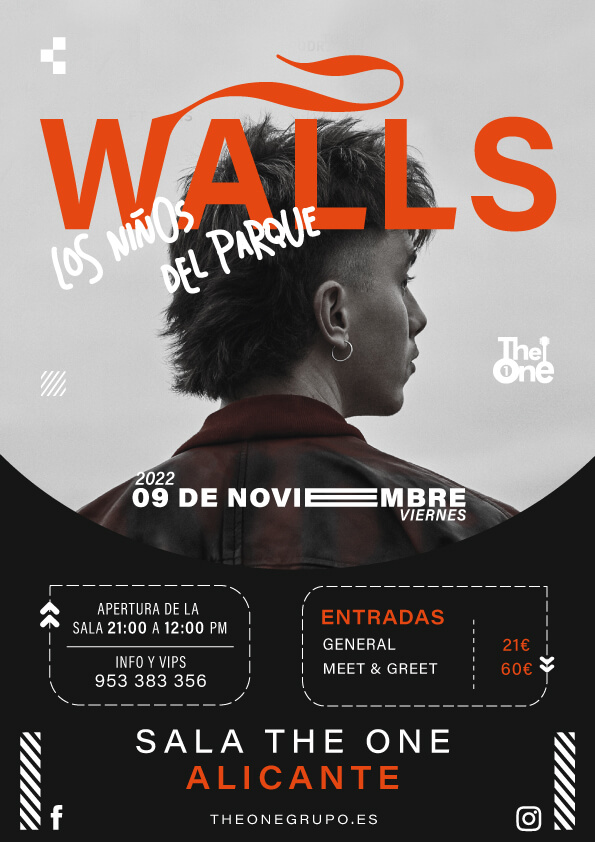 WALLS
LOS NIÑOS
DEL PARQUE
The
One
1
2022
09 DE NOVIEMBRE
VIERNES
APERTURA DE LA
SALA 21:00 A 12:00 PM
INFO Y VIPS
953 383 356
ENTRADAS
GENERAL 21€
MEET & GREET 60€
SALA THE ONE
ALICANTE
THEONEGRUPO.ES